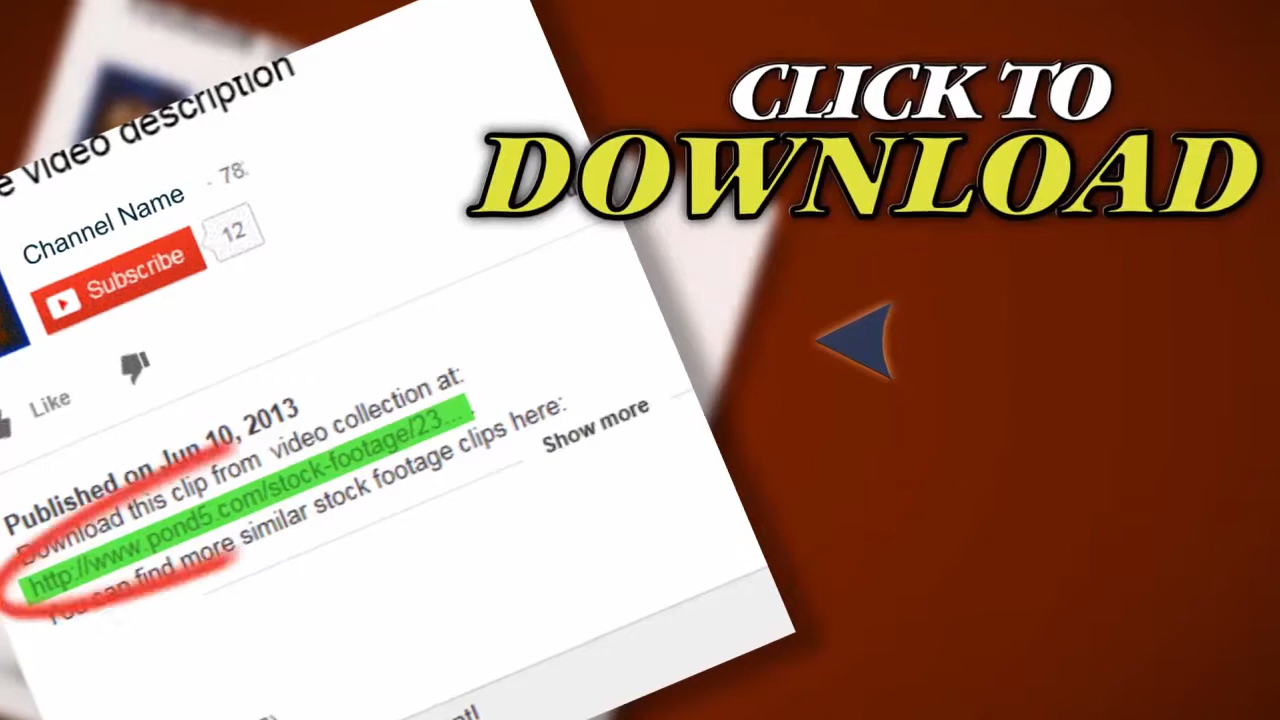 CLICK TO
DOWNLOAD
video description
Channel Name
· 78
Subscribe
12
Like
Published on Jun 10, 2013
Download this clip from video collection at:
http://www.pond5.com/stock-footage/23...
You can find more similar stock footage clips here:
Show more